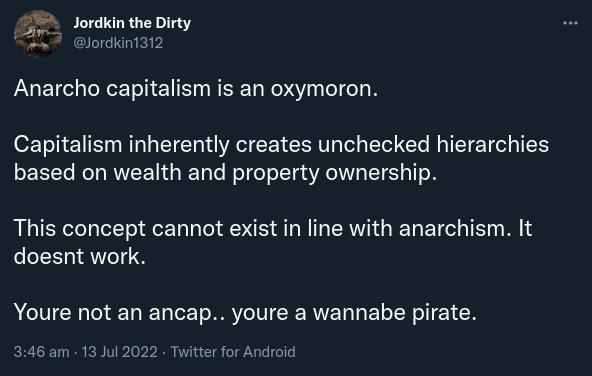 Jordkin the Dirty
@Jordkin1312
Anarcho capitalism is an oxymoron.
Capitalism inherently creates unchecked hierarchies
based on wealth and property ownership.
This concept cannot exist in line with anarchism. It
doesnt work.
Youre not an ancap.. youre a wannabe pirate.
3:46 am · 13 Jul 2022 · Twitter for Android